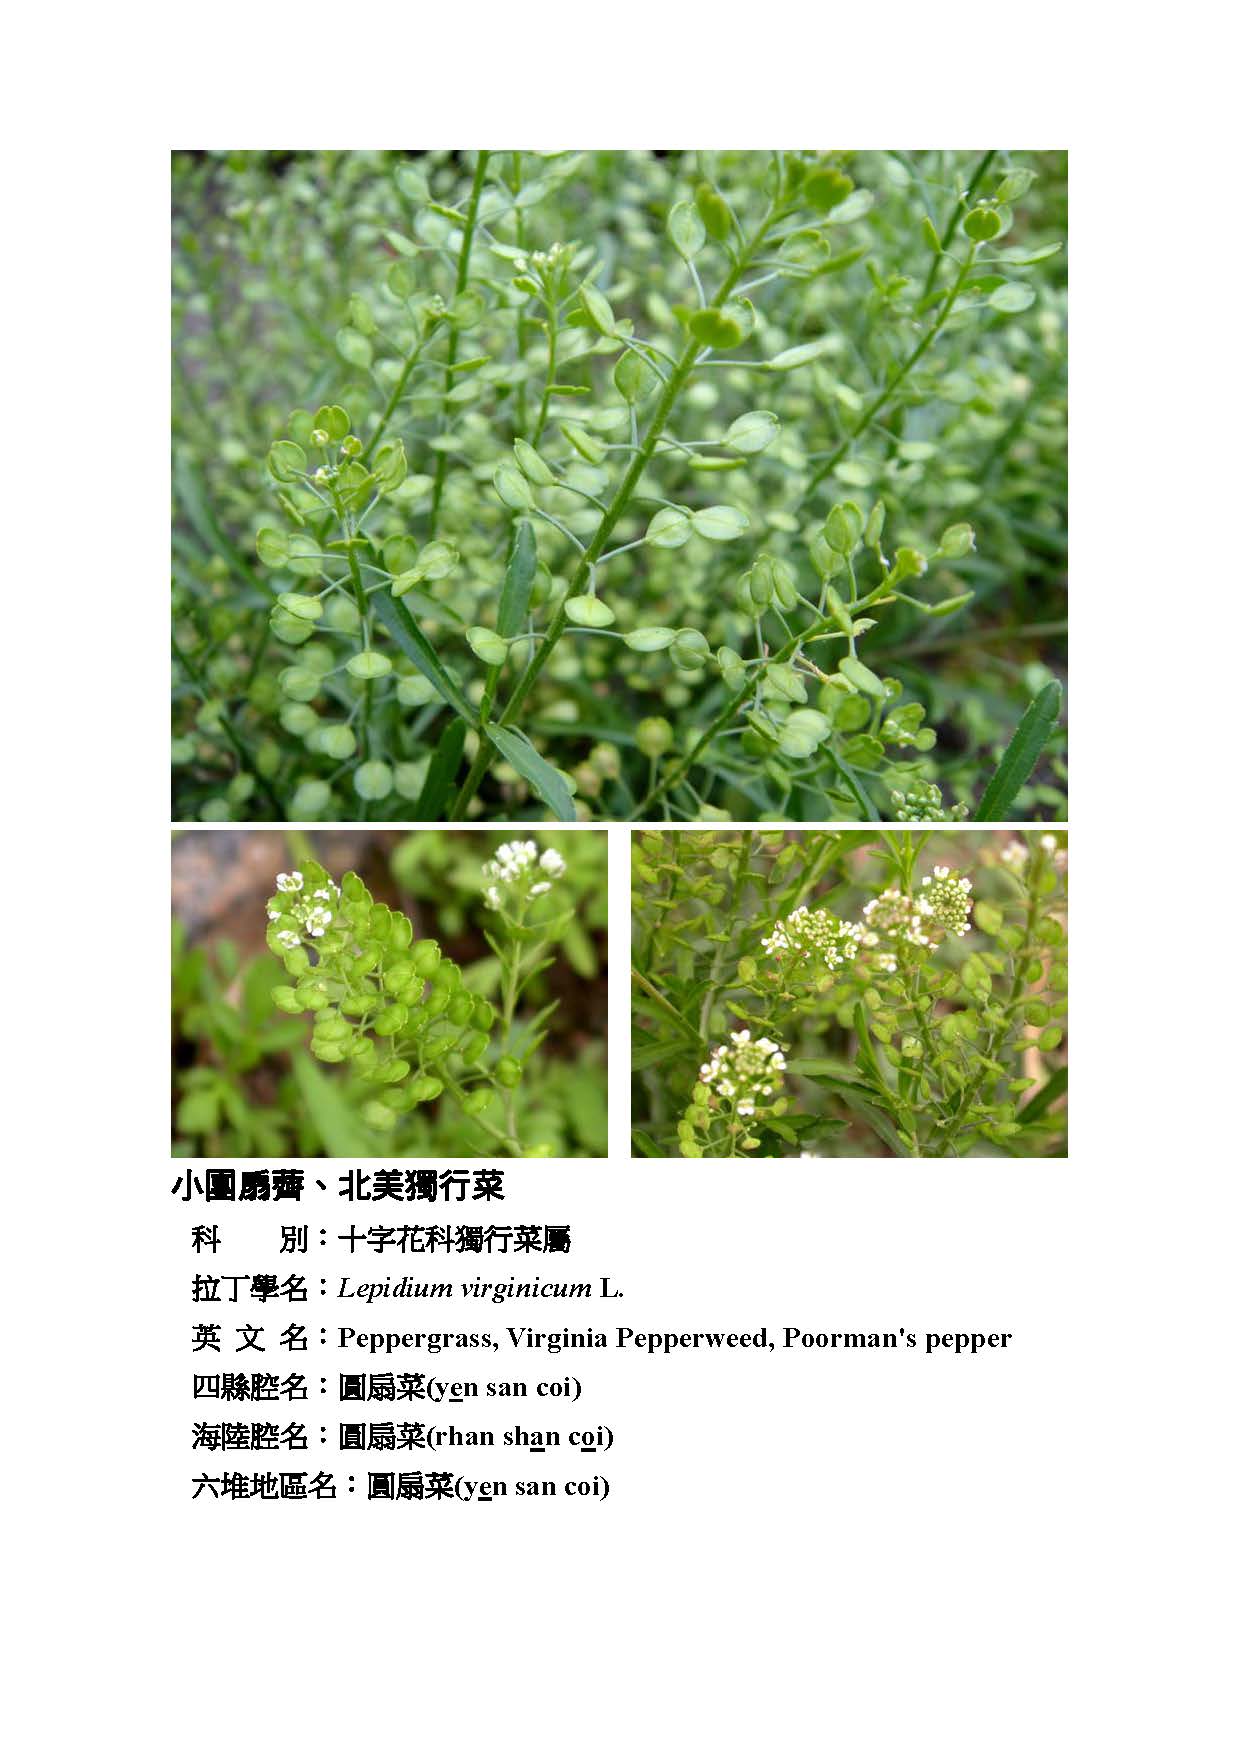 小團扇薺、北美獨行菜
科　　別：十字花科獨行菜屬
拉丁學名：Lepidium virginicum L.
英 文 名：Peppergrass, Virginia Pepperweed, Poorman's pepper
四縣腔名：圓扇菜(yen san coi)
海陸腔名：圓扇菜(rhan shan coi)
六堆地區名：圓扇菜(yen san coi)